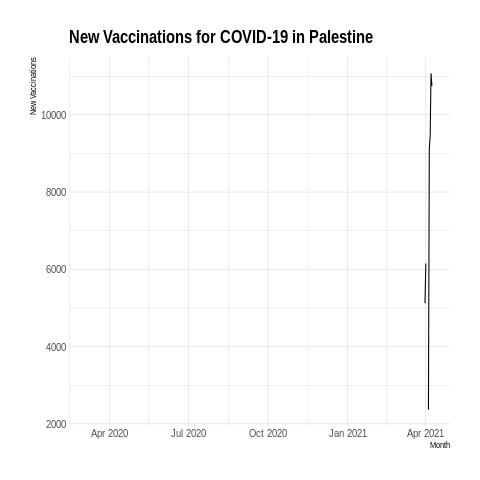 New Vaccinations for COVID-19 in Palestine
New Vaccinations
10000
8000
6000
4000
2000
Apr 2020 Jul 2020 Oct 2020 Jan 2021 Apr 2021
Month